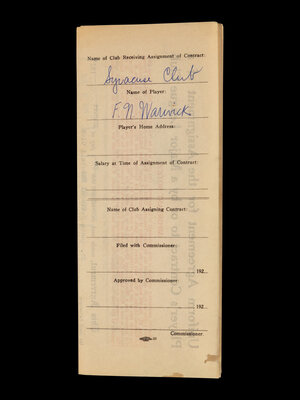 Name of Club Receiving Assignment of Contract:
Syracuse Club
Name of Player:
F. N. Warwick
Player's Home Address:
Salary at Time of Assignment of Contract:
Name of Club Assigning Contract:
Filed with Commissioner:
192...
Approved by Commissioner:
192...
Commissioner.